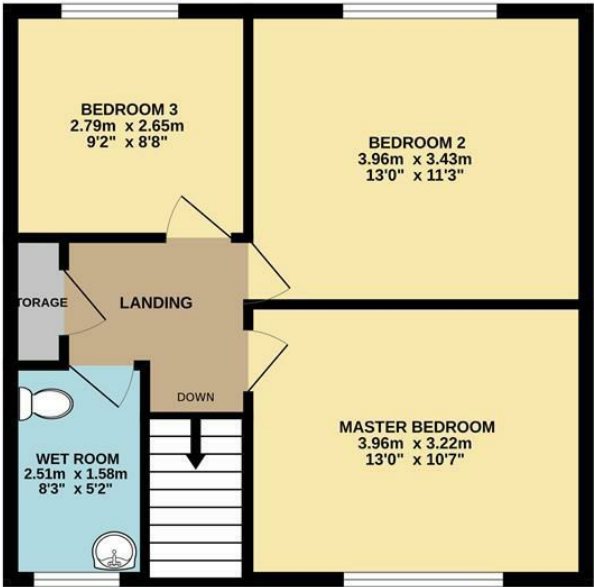 BEDROOM 3
2.79m x 2.65m
9'2" x 8'8"
BEDROOM 2
3.96m x 3.43m
13'0" x 11'3"
TORAGE
LANDING
DOWN
MASTER BEDROOM
3.96m x 3.22m
13'0" x 10'7"
WET ROOM
2.51m x 1.58m
8'3" x 5'2"